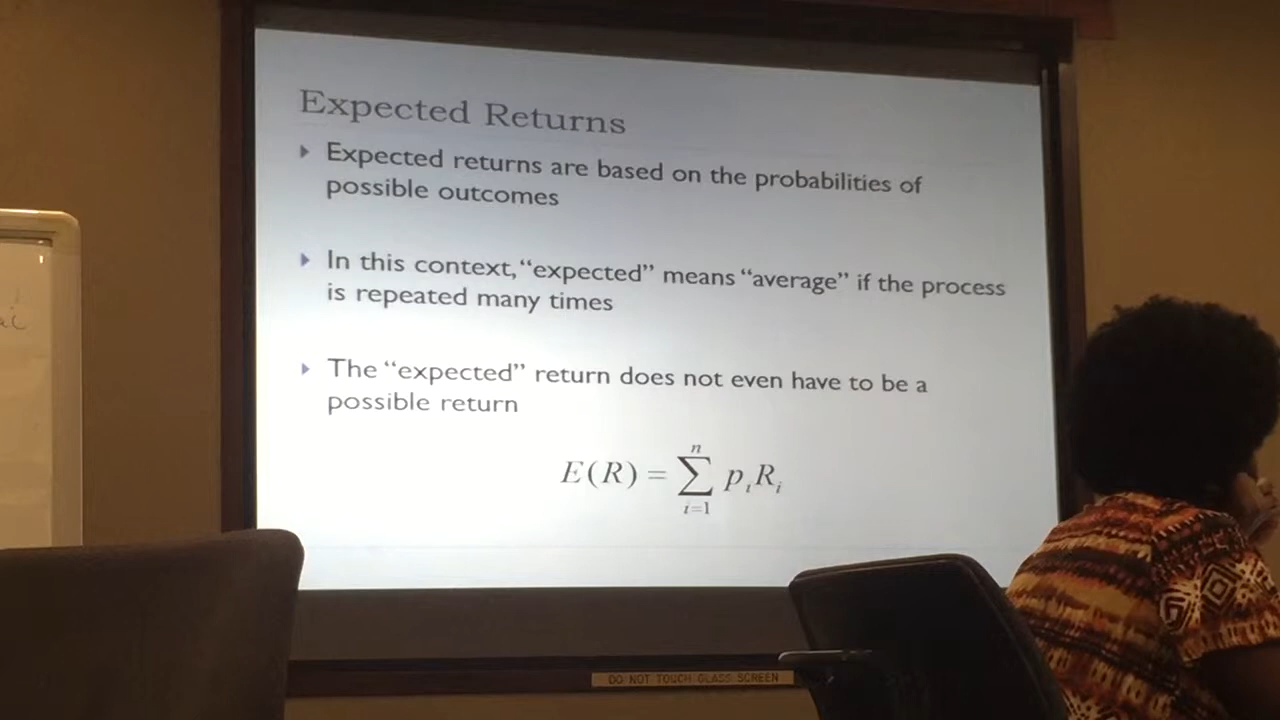 Expected Returns
Expected returns are based on the probabilities of
possible outcomes
In this context, “expected” means “average” if the process
is repeated many times
The “expected” return does not even have to be a
possible return
E(R) = ∑ⁿᵢ₌₁ pᵢRᵢ
DO NOT TOUCH GLASS SCREEN